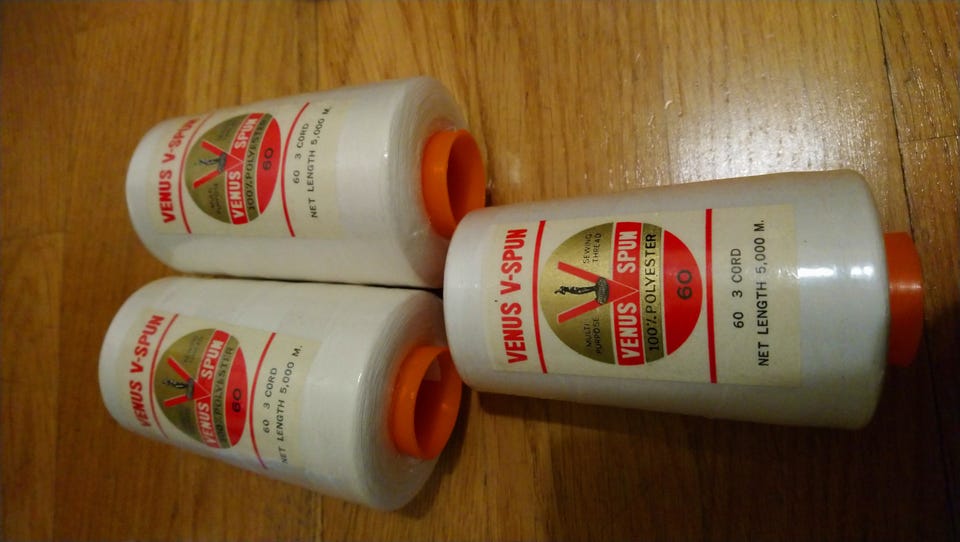 VENUS V-SPUN
VENUS SPUN
100% POLYESTER
60
60 3 CORD
NET LENGTH 5,000 M.
VENUS V-SPUN
VENUS SPUN
100% POLYESTER
60
60 3 CORD
NET LENGTH 5,000 M.
VENUS V-SPUN
MULTI PURPOSE
SEWING THREAD
VENUS SPUN
100% POLYESTER
60
60 3 CORD
NET LENGTH 5,000 M.